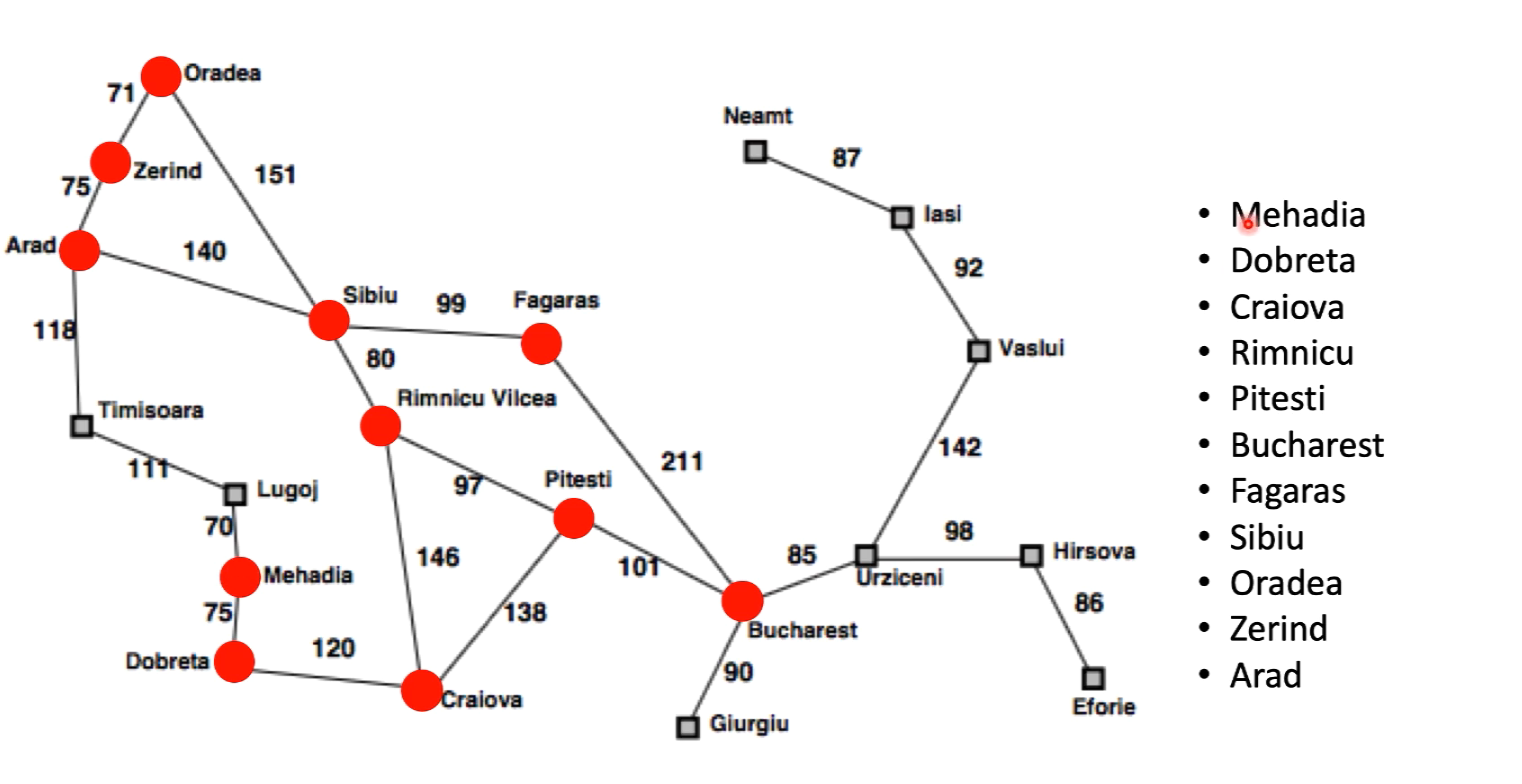 Oradea
71
Zerind
151
75
Arad
140
Sibiu
99
Fagaras
118
80
Timisoara
Rimnicu Vilcea
111
Lugoj
97
Pitesti
211
70
146
101
Mehadia
75
138
Dobreta
120
Craiova
Bucharest
90
Giurgiu
85
Urziceni
98
Hirsova
86
Eforie
142
Vaslui
92
Iasi
87
Neamt
• Mehadia
• Dobreta
• Craiova
• Rimnicu
• Pitesti
• Bucharest
• Fagaras
• Sibiu
• Oradea
• Zerind
• Arad